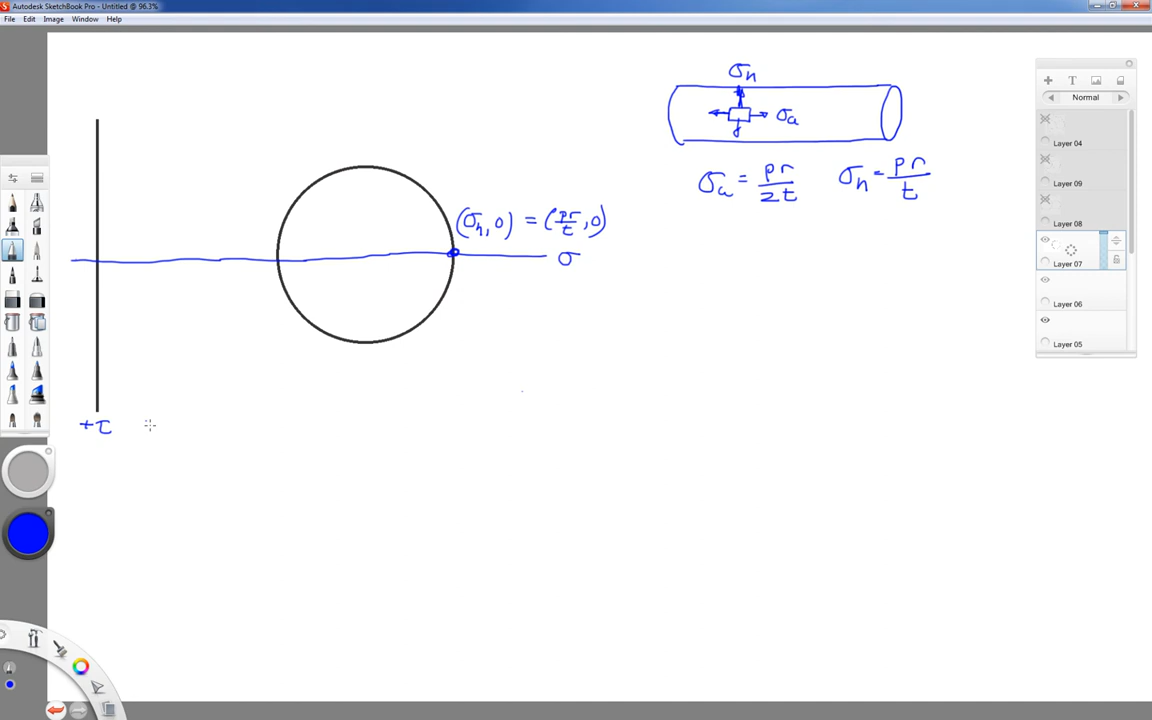 Autodesk SketchBook Pro - Untitled @ 96.3%
File Edit Image Window Help
σh
σa
σa = pr/2t σh = pr/t
(σh, 0) = (pr/t, 0)
σ
+τ
T
Normal
Layer 04
Layer 09
Layer 08
Layer 07
Layer 06
Layer 05